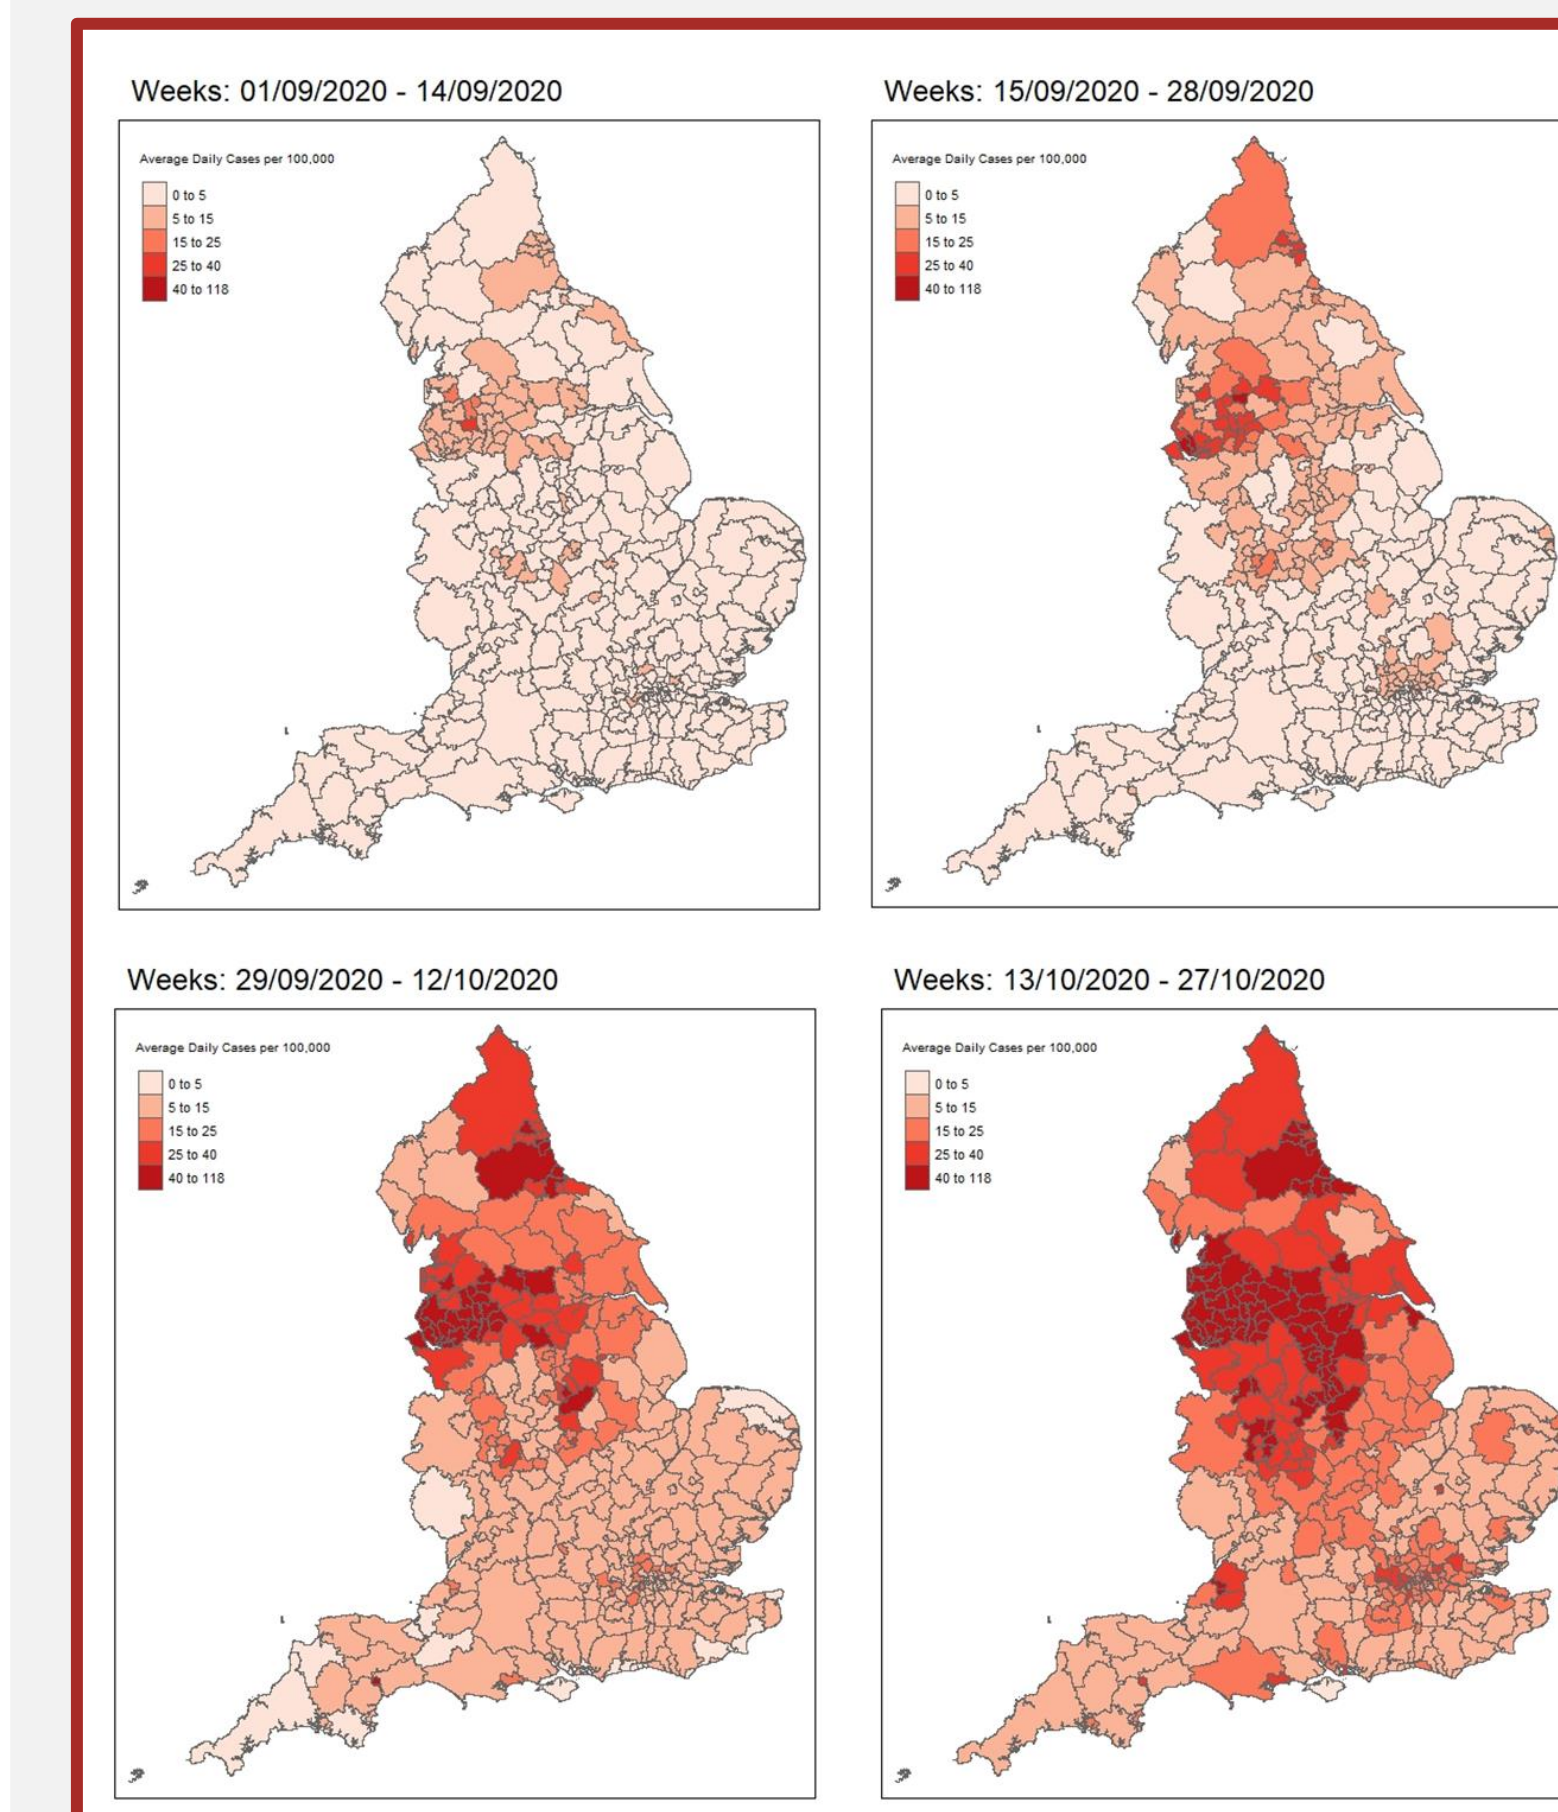 Weeks: 01/09/2020 - 14/09/2020
Average Daily Cases per 100,000
0 to 5
5 to 15
15 to 25
25 to 40
40 to 118
Weeks: 15/09/2020 - 28/09/2020
Average Daily Cases per 100,000
0 to 5
5 to 15
15 to 25
25 to 40
40 to 118
Weeks: 29/09/2020 - 12/10/2020
Average Daily Cases per 100,000
0 to 5
5 to 15
15 to 25
25 to 40
40 to 118
Weeks: 13/10/2020 - 27/10/2020
Average Daily Cases per 100,000
0 to 5
5 to 15
15 to 25
25 to 40
40 to 118